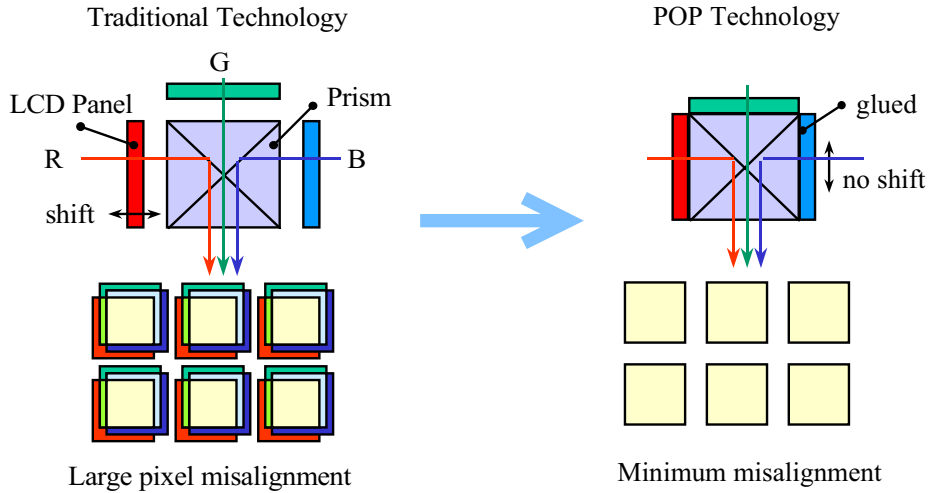 Traditional Technology
POP Technology
G
LCD Panel
Prism
glued
R
B
no shift
shift
Large pixel misalignment
Minimum misalignment